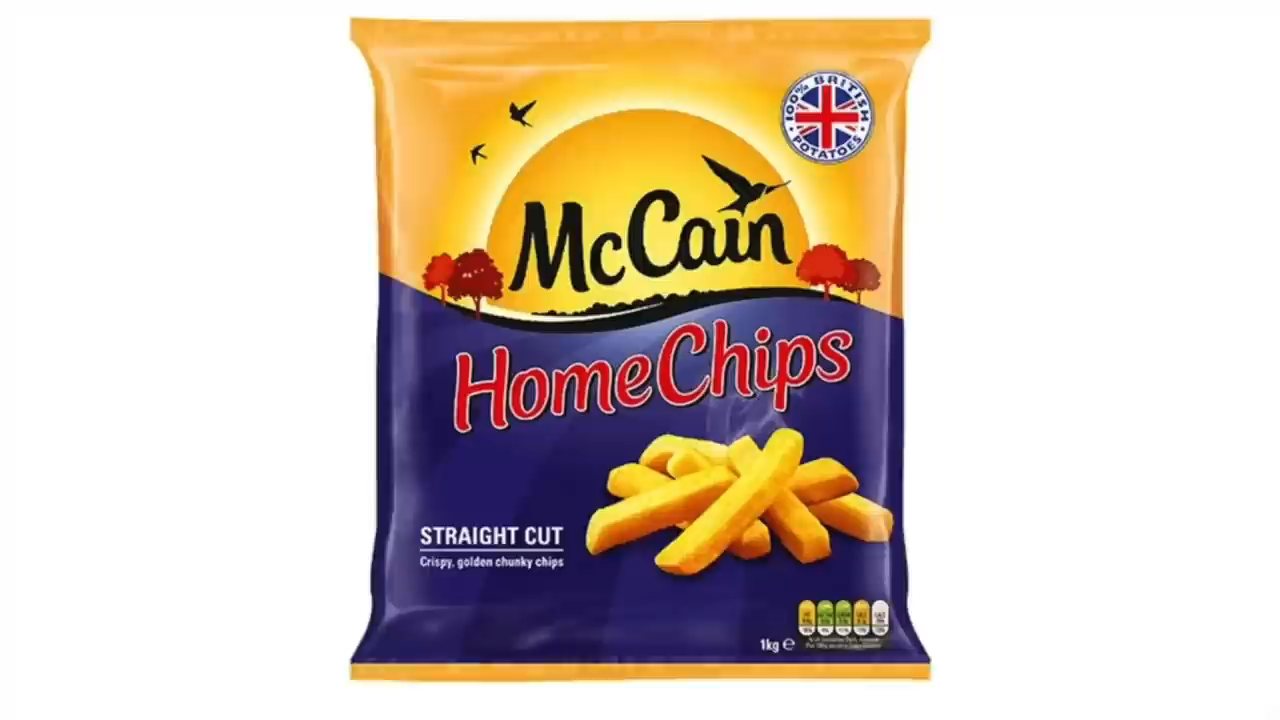 100% BRITISH
POTATOES
McCain
HomeChips
STRAIGHT CUT
Crispy, golden chunky chips
1kg e